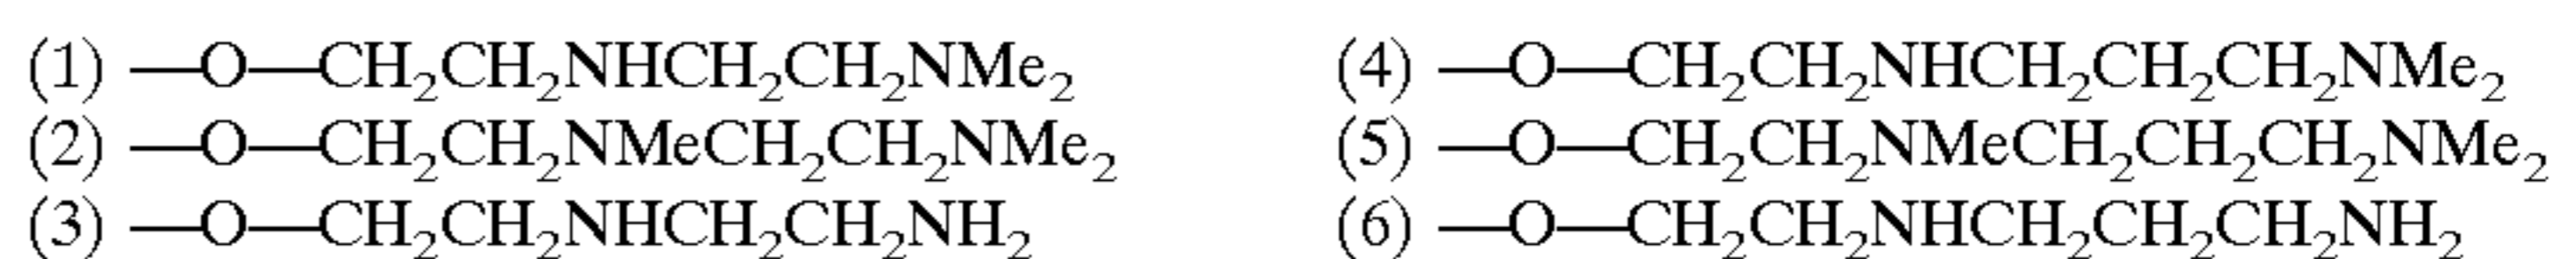 (1) —O—CH₂CH₂NHCH₂CH₂NMe₂
(4) —O—CH₂CH₂NHCH₂CH₂CH₂NMe₂
(2) —O—CH₂CH₂NMeCH₂CH₂NMe₂
(5) —O—CH₂CH₂NMeCH₂CH₂CH₂NMe₂
(3) —O—CH₂CH₂NHCH₂CH₂NH₂
(6) —O—CH₂CH₂NHCH₂CH₂CH₂NH₂